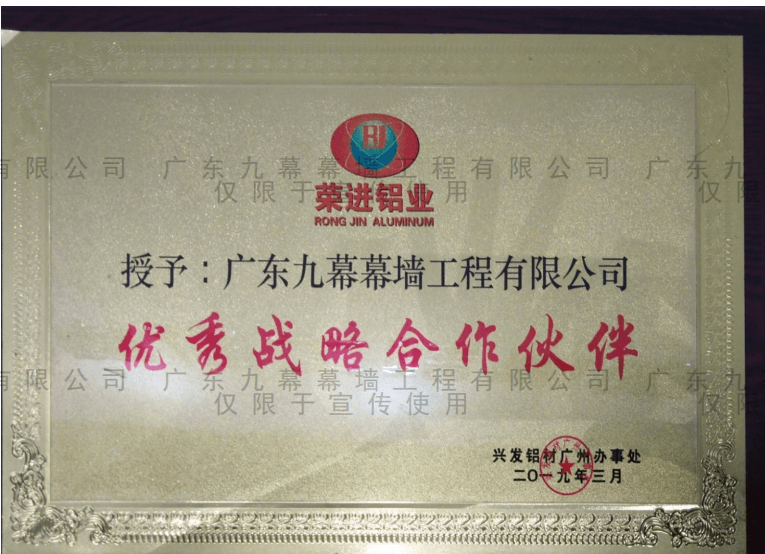 RJ
荣进铝业
RONG JIN ALUMINUM
有限公司 广东九幕幕墙工程有限公司 广东九
仅限于宣传使用 仅限
授予：广东九幕幕墙工程有限公司
优秀战略合作伙伴
有限公司 广东九幕幕墙工程有限公司 广东九
仅限于宣传使用 仅限
兴发铝材广州办事处
二〇一九年三月